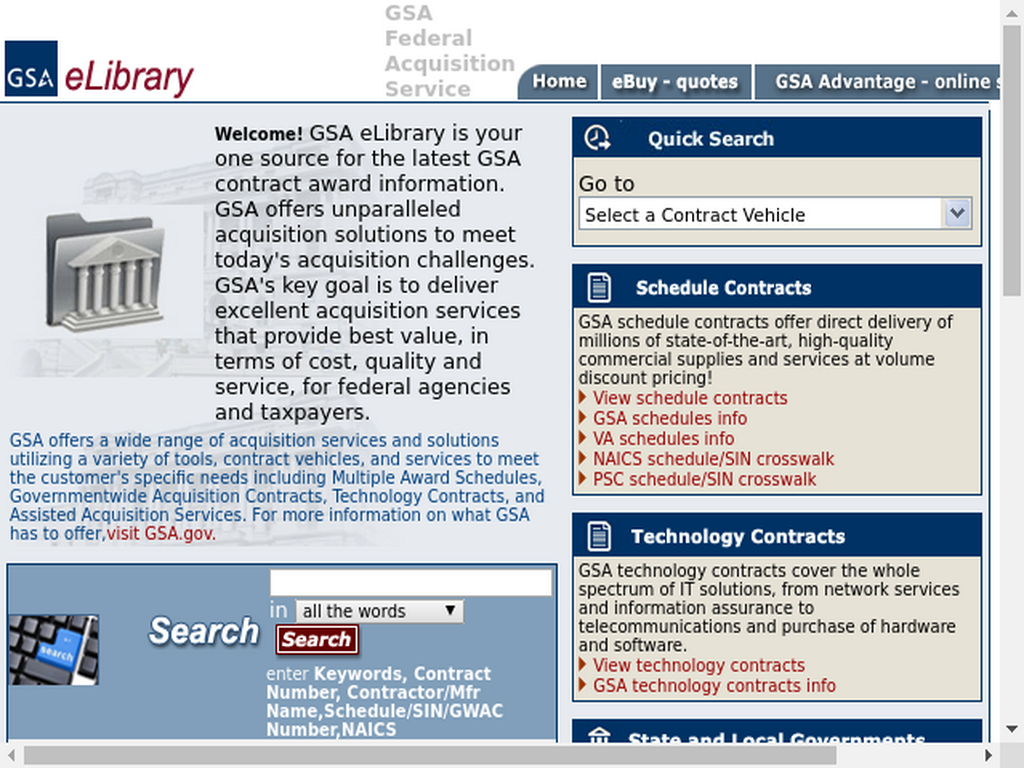 GSA
Federal
Acquisition
Service
GSA eLibrary
Home
eBuy - quotes
GSA Advantage - online
Welcome! GSA eLibrary is your
one source for the latest GSA
contract award information.
GSA offers unparalleled
acquisition solutions to meet
today's acquisition challenges.
GSA's key goal is to deliver
excellent acquisition services
that provide best value, in
terms of cost, quality and
service, for federal agencies
and taxpayers.
GSA offers a wide range of acquisition services and solutions
utilizing a variety of tools, contract vehicles, and services to meet
the customer's specific needs including Multiple Award Schedules,
Governmentwide Acquisition Contracts, Technology Contracts, and
Assisted Acquisition Services. For more information on what GSA
has to offer,visit GSA.gov.
search
Search
in all the words
Search
enter Keywords, Contract
Number, Contractor/Mfr
Name,Schedule/SIN/GWAC
Number,NAICS
Quick Search
Go to
Select a Contract Vehicle
Schedule Contracts
GSA schedule contracts offer direct delivery of
millions of state-of-the-art, high-quality
commercial supplies and services at volume
discount pricing!
View schedule contracts
GSA schedules info
VA schedules info
NAICS schedule/SIN crosswalk
PSC schedule/SIN crosswalk
Technology Contracts
GSA technology contracts cover the whole
spectrum of IT solutions, from network services
and information assurance to
telecommunications and purchase of hardware
and software.
View technology contracts
GSA technology contracts info
State and Local Governments